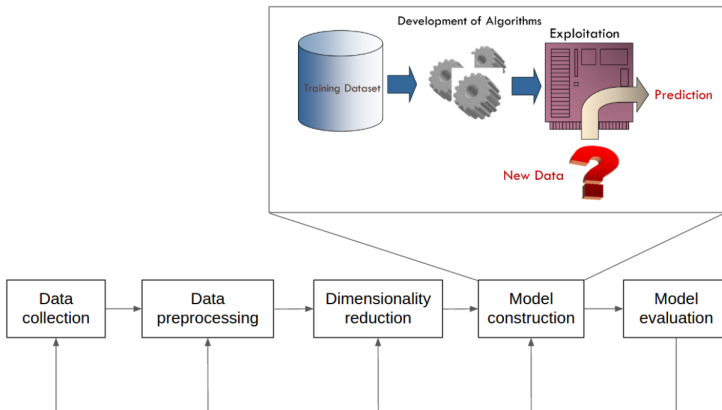 Development of Algorithms
Exploitation
Training Dataset
Prediction
New Data
Data
collection
Data
preprocessing
Dimensionality
reduction
Model
construction
Model
evaluation